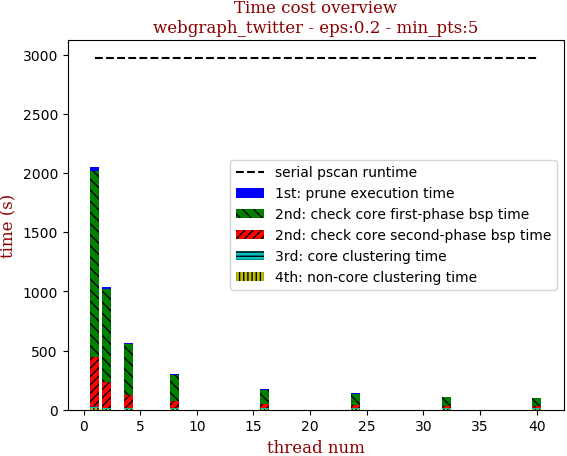 Time cost overview
webgraph_twitter - eps:0.2 - min_pts:5
time (s)
3000
2500
2000
1500
1000
500
0
serial pscan runtime
1st: prune execution time
2nd: check core first-phase bsp time
2nd: check core second-phase bsp time
3rd: core clustering time
4th: non-core clustering time
0 5 10 15 20 25 30 35 40
thread num